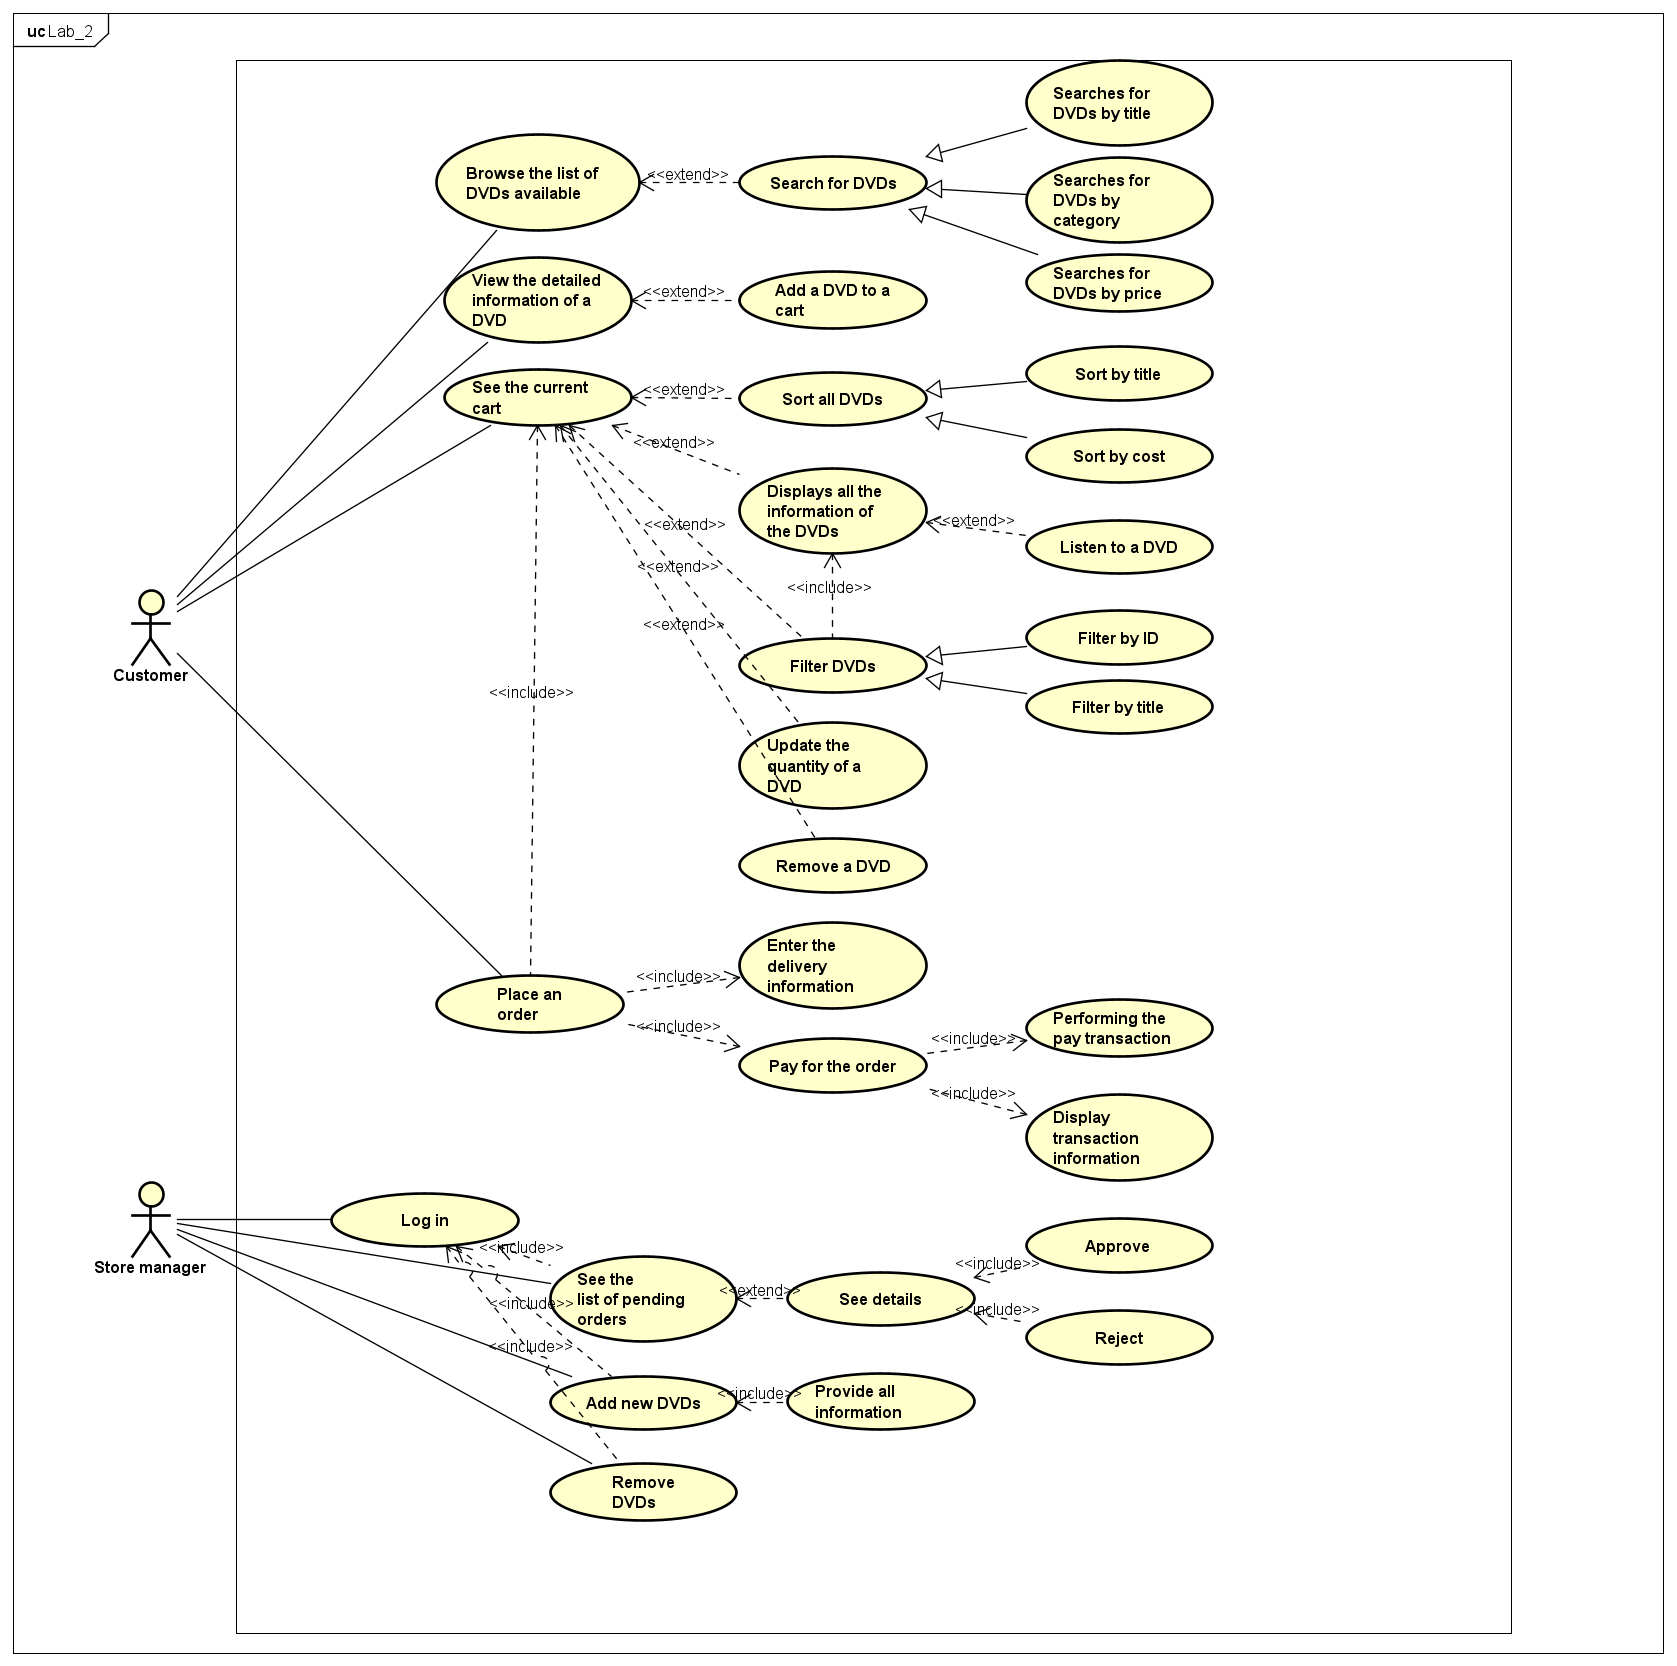 uc Lab_2
Searches for
DVDs by title
Browse the list of
DVDs available
<<extend>>
Search for DVDs
Searches for
DVDs by
category
View the detailed
information of a
DVD
<<extend>>
Add a DVD to a
cart
Searches for
DVDs by price
See the current
cart
<<extend>>
Sort all DVDs
Sort by title
Sort by cost
<<extend>>
Displays all the
information of
the DVDs
<<extend>>
Listen to a DVD
<<extend>>
<<extend>>
<<include>>
<<extend>>
Filter DVDs
Filter by ID
Filter by title
Customer
<<include>>
Update the
quantity of a
DVD
Remove a DVD
Enter the
delivery
information
<<include>>
Place an
order
<<include>>
Pay for the order
<<include>>
Performing the
pay transaction
<<include>>
Display
transaction
information
Store manager
Log in
<<include>>
See the
list of pending
orders
<<extend>>
See details
<<include>>
Approve
<<include>>
Reject
<<include>>
<<include>>
Add new DVDs
<<include>>
Provide all
information
Remove
DVDs